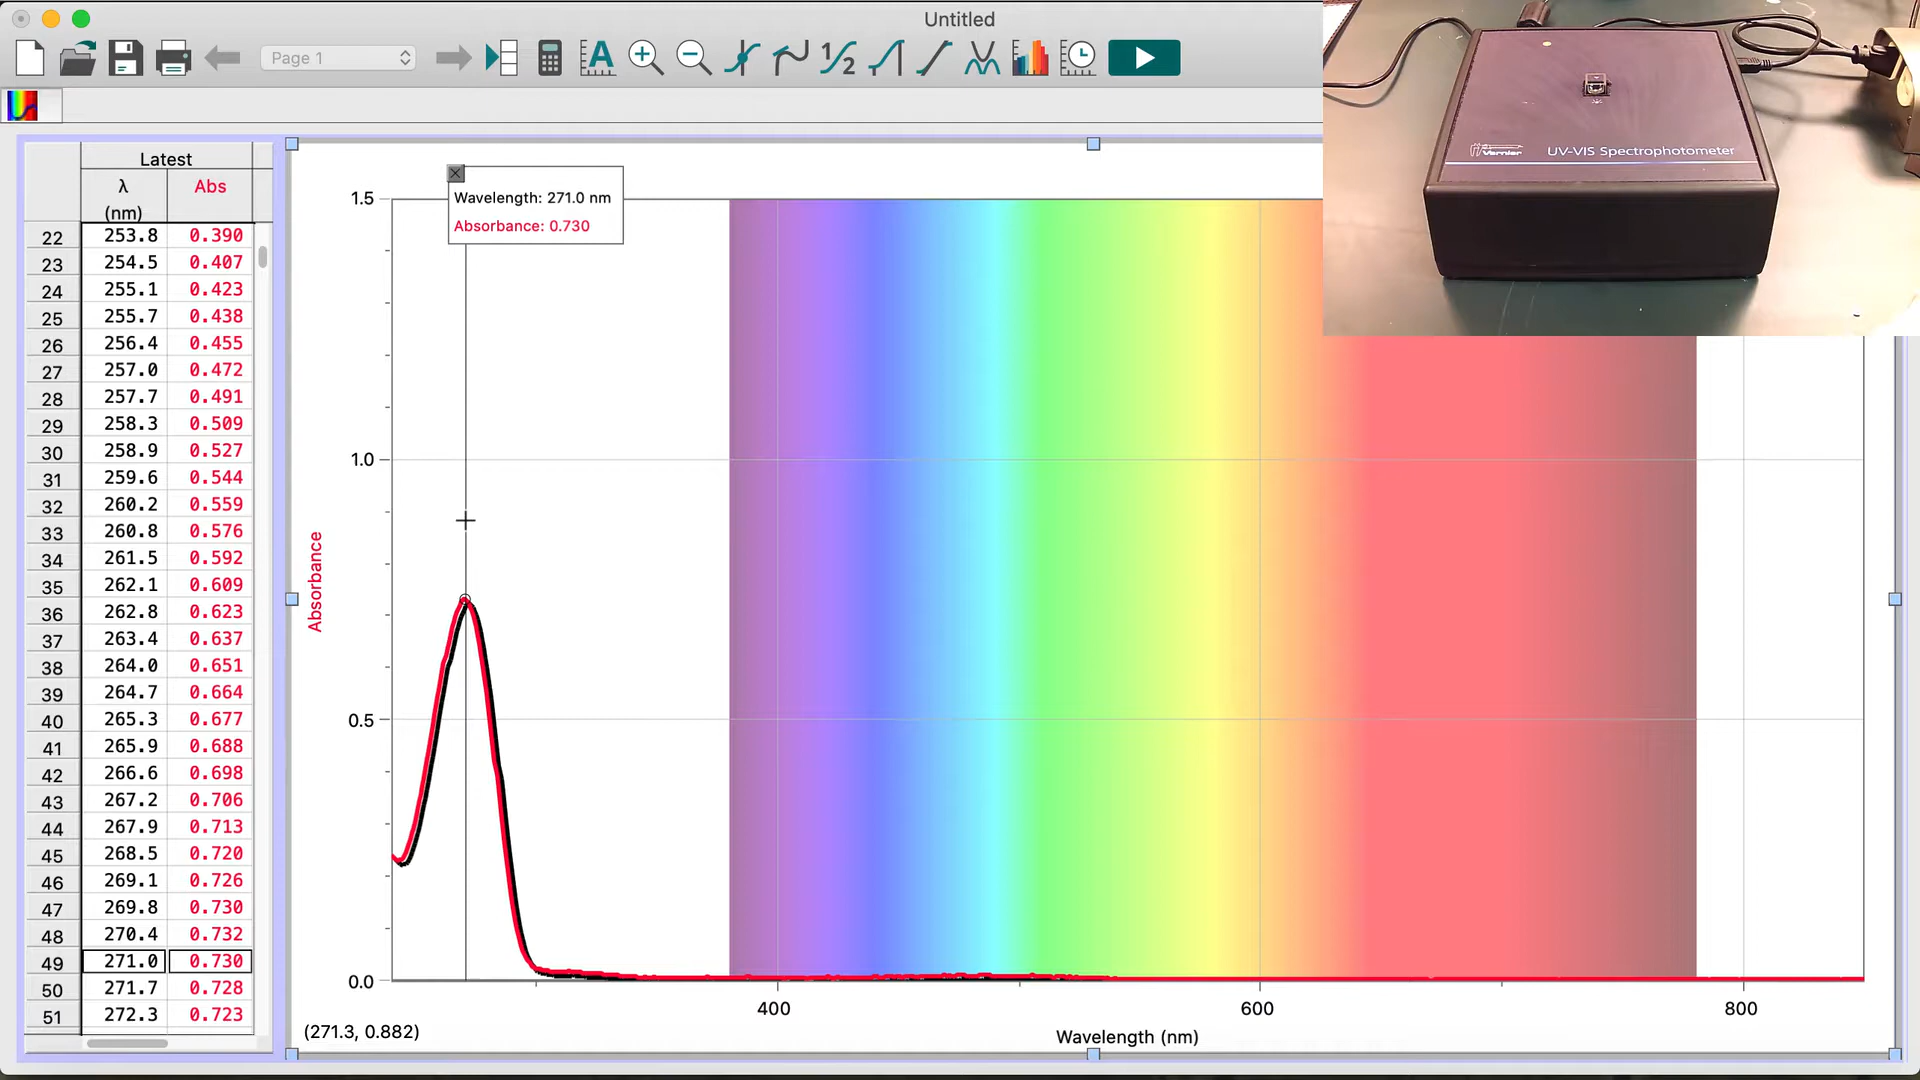 Untitled
Page 1
A
1/2
Vernier UV-VIS Spectrophotometer
Latest
λ Abs
(nm)
22 253.8 0.390
23 254.5 0.407
24 255.1 0.423
25 255.7 0.438
26 256.4 0.455
27 257.0 0.472
28 257.7 0.491
29 258.3 0.509
30 258.9 0.527
31 259.6 0.544
32 260.2 0.559
33 260.8 0.576
34 261.5 0.592
35 262.1 0.609
36 262.8 0.623
37 263.4 0.637
38 264.0 0.651
39 264.7 0.664
40 265.3 0.677
41 265.9 0.688
42 266.6 0.698
43 267.2 0.706
44 267.9 0.713
45 268.5 0.720
46 269.1 0.726
47 269.8 0.730
48 270.4 0.732
49 271.0 0.730
50 271.7 0.728
51 272.3 0.723
Wavelength: 271.0 nm
Absorbance: 0.730
1.5
1.0
0.5
0.0
Absorbance
400 600 800
Wavelength (nm)
(271.3, 0.882)